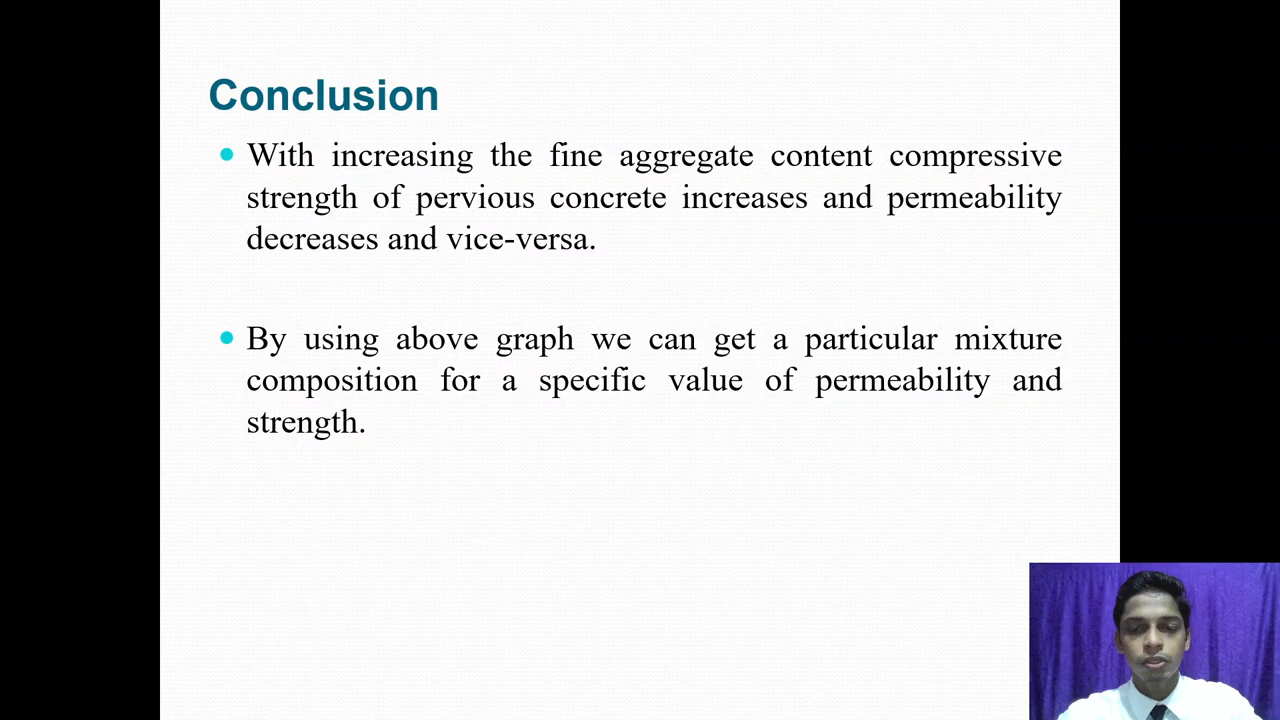 Conclusion
With increasing the fine aggregate content compressive
strength of pervious concrete increases and permeability
decreases and vice-versa.
By using above graph we can get a particular mixture
composition for a specific value of permeability and
strength.